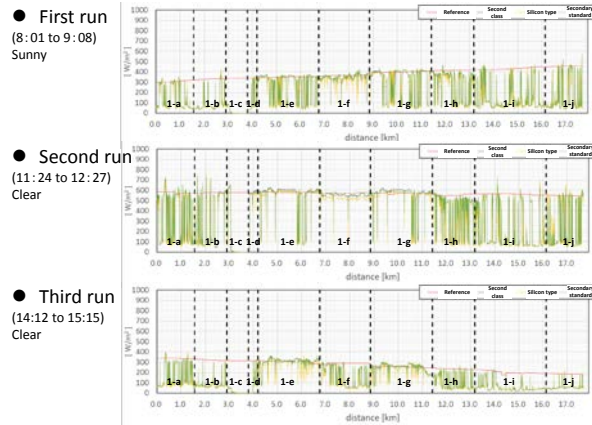 ● First run
(8:01 to 9:08)
Sunny
[ W/m²]
1000
900
800
700
600
500
400
300
200
100
0
Reference
Second class
Silicon type
Secondary standard
1-a 1-b 1-c 1-d 1-e 1-f 1-g 1-h 1-i 1-j
0.0 1.0 2.0 3.0 4.0 5.0 6.0 7.0 8.0 9.0 10.0 11.0 12.0 13.0 14.0 15.0 16.0 17.0
distance [km]
● Second run
(11:24 to 12:27)
Clear
[ W/m²]
1000
900
800
700
600
500
400
300
200
100
0
Reference
Second class
Silicon type
Secondary standard
1-a 1-b 1-c 1-d 1-e 1-f 1-g 1-h 1-i 1-j
0.0 1.0 2.0 3.0 4.0 5.0 6.0 7.0 8.0 9.0 10.0 11.0 12.0 13.0 14.0 15.0 16.0 17.0
distance [km]
● Third run
(14:12 to 15:15)
Clear
[ W/m²]
1000
900
800
700
600
500
400
300
200
100
0
Reference
Second class
Silicon type
Secondary standard
1-a 1-b 1-c 1-d 1-e 1-f 1-g 1-h 1-i 1-j
0.0 1.0 2.0 3.0 4.0 5.0 6.0 7.0 8.0 9.0 10.0 11.0 12.0 13.0 14.0 15.0 16.0 17.0
distance [km]